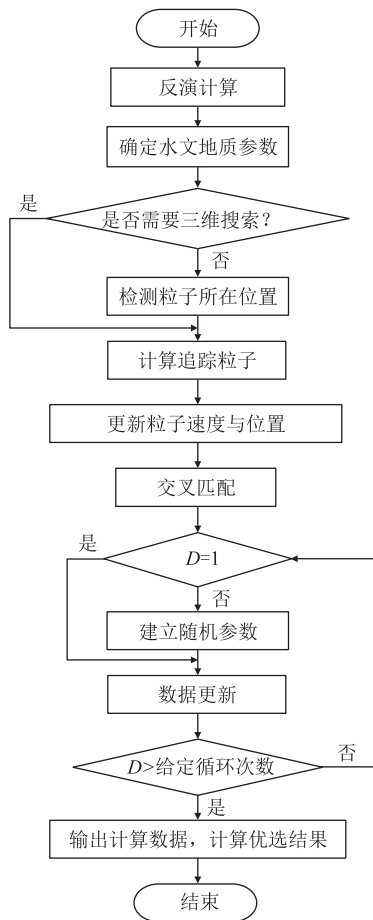 开始
反演计算
确定水文地质参数
是
是否需要三维搜索？
否
检测粒子所在位置
计算追踪粒子
更新粒子速度与位置
交叉匹配
是
D=1
否
建立随机参数
数据更新
D>给定循环次数
否
是
输出计算数据，计算优选结果
结束